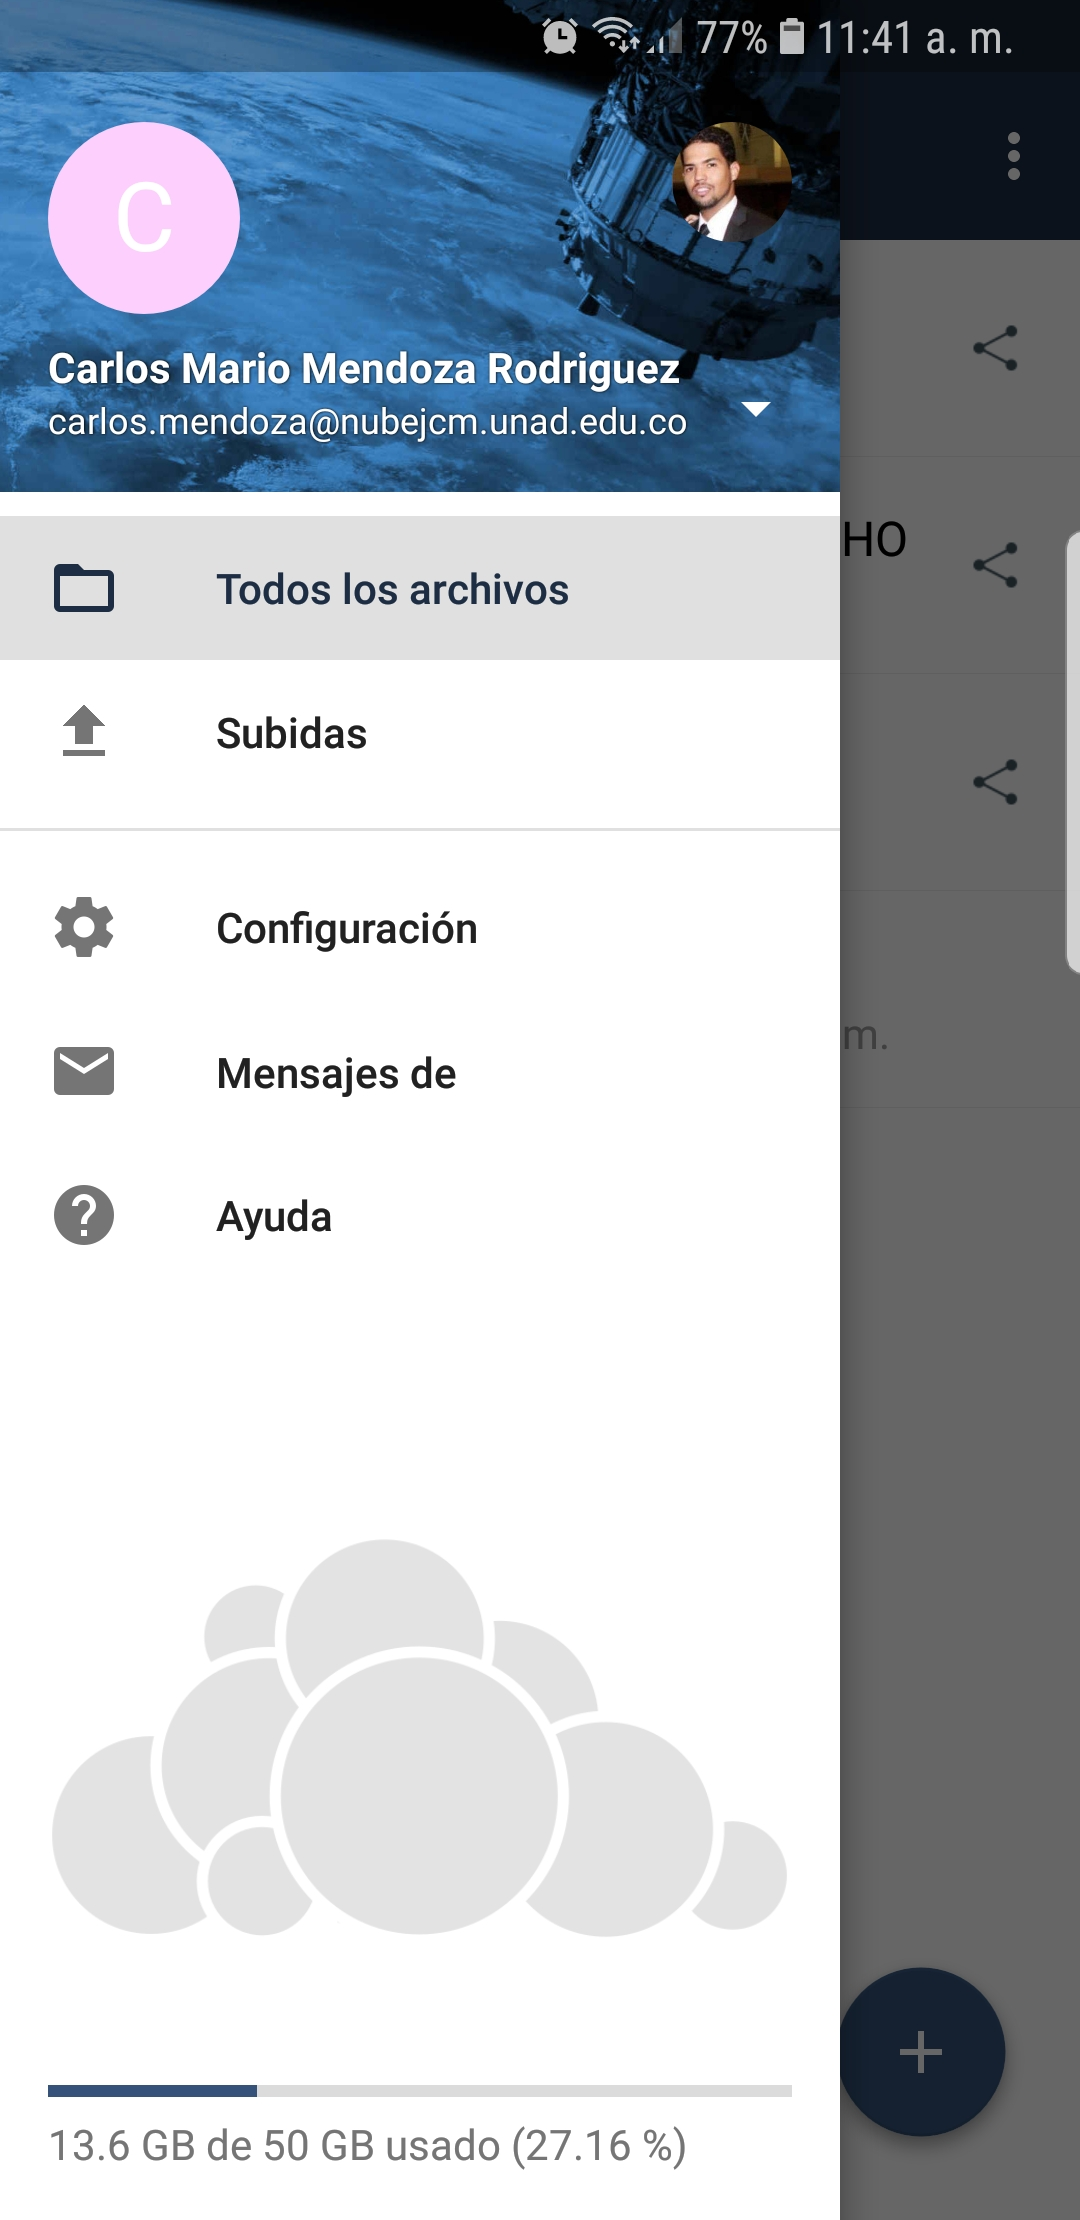 77% 11:41 a. m.
C
Carlos Mario Mendoza Rodriguez
carlos.mendoza@nubejcm.unad.edu.co
Todos los archivos
HO
Subidas
Configuración
m.
Mensajes de
Ayuda
13.6 GB de 50 GB usado (27.16 %)